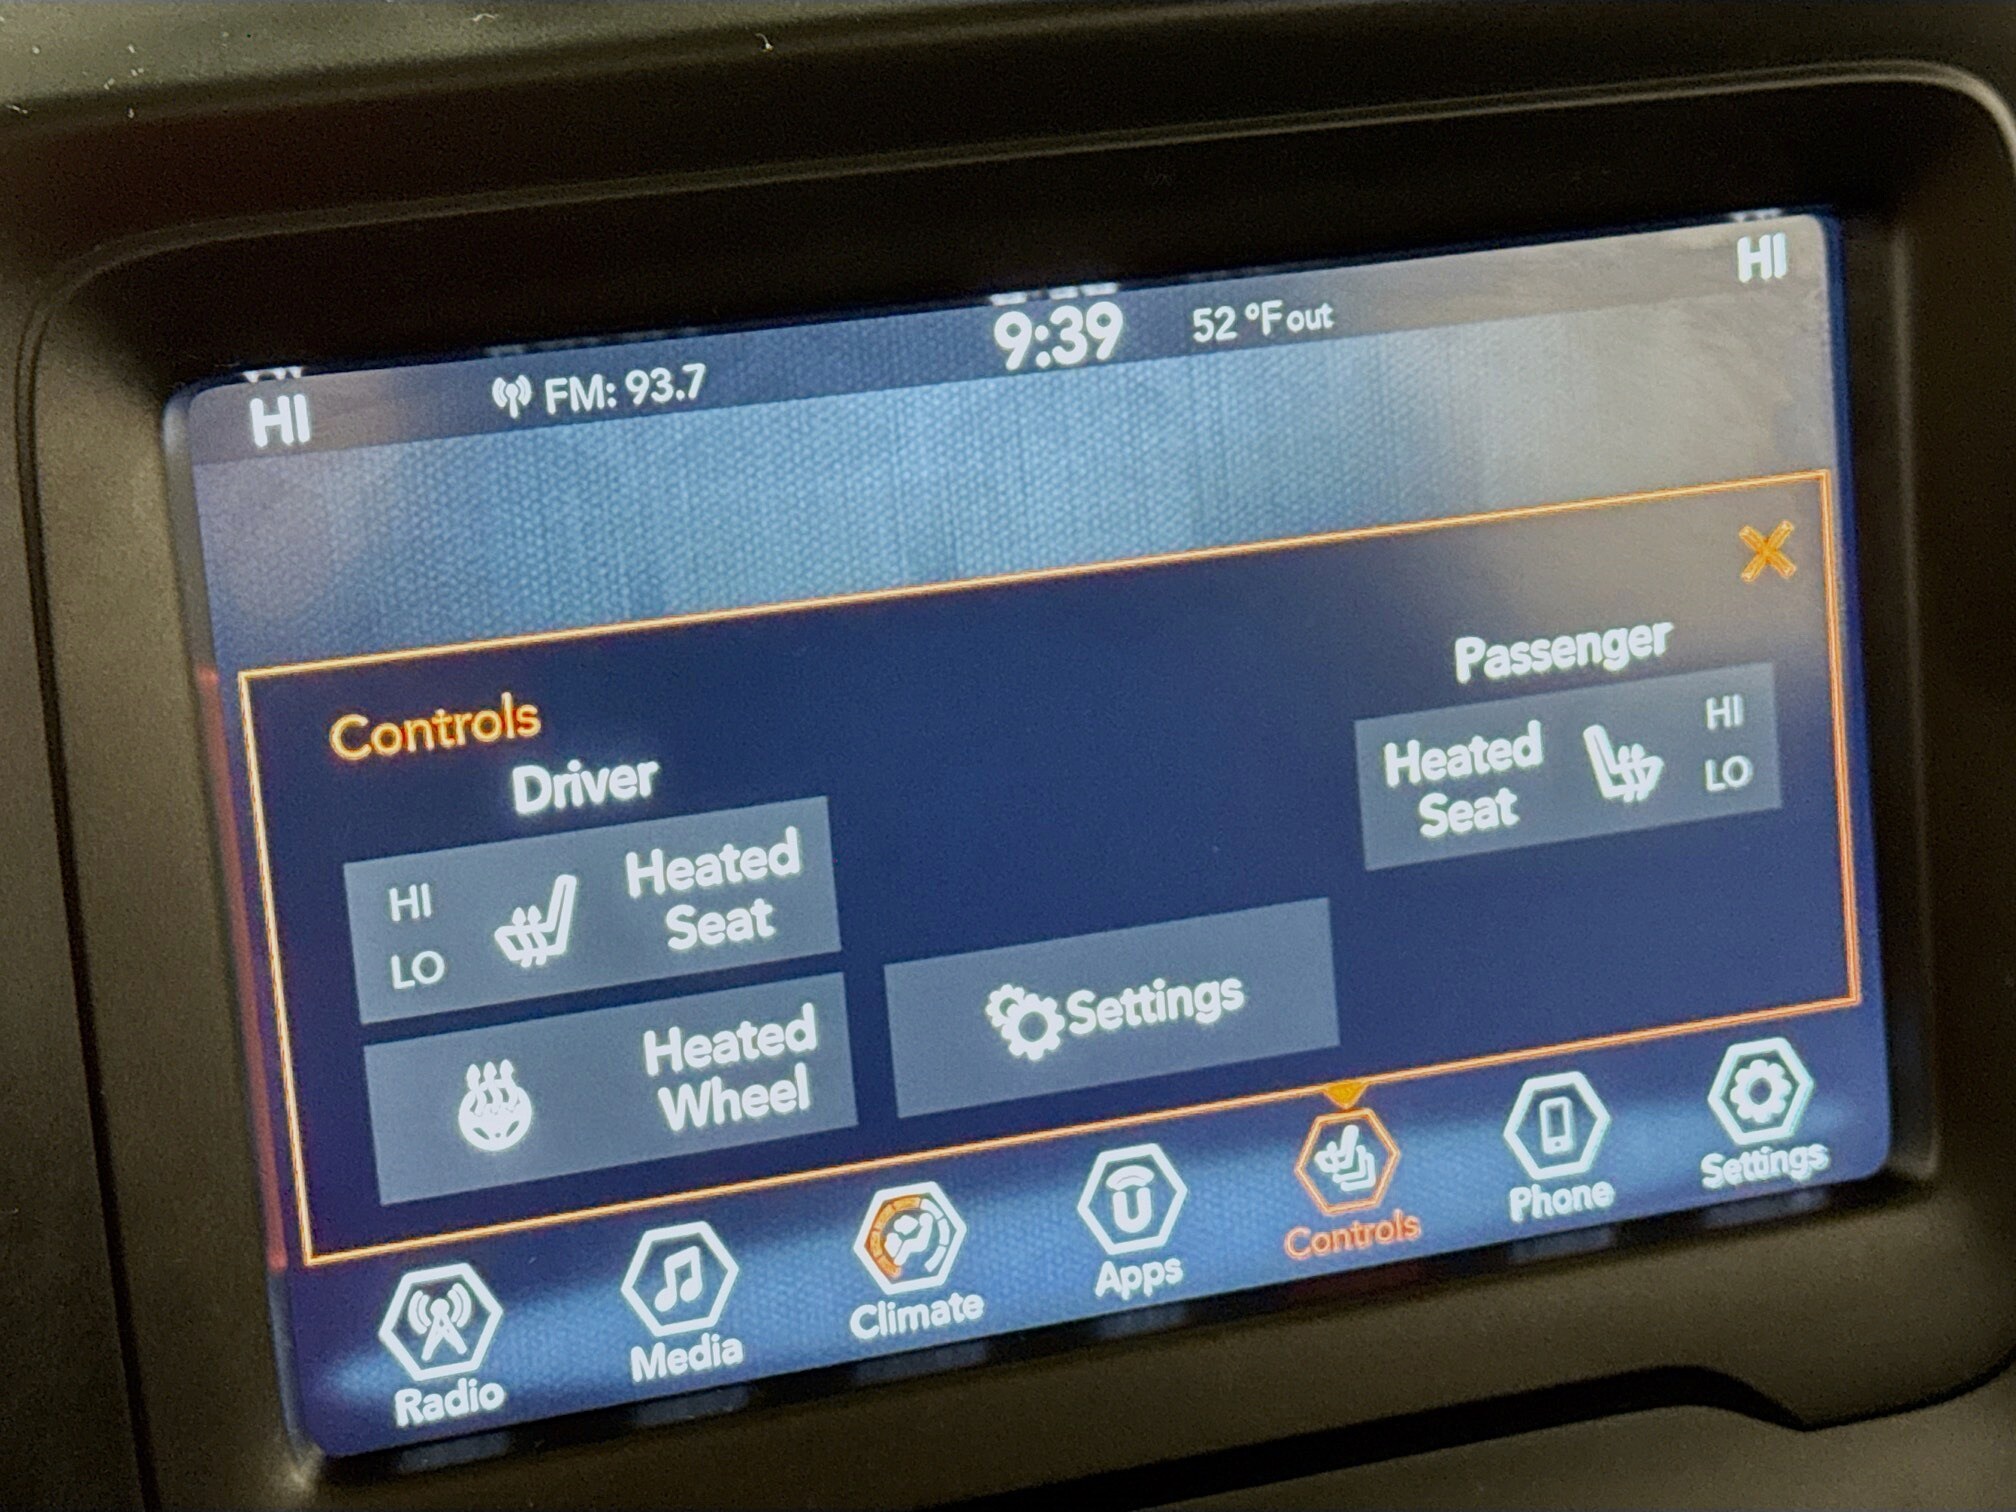 HI
FM: 93.7
9:39
52 °F out
HI
Controls
Driver
HI
LO
Heated
Seat
Heated
Wheel
Settings
Passenger
Heated
Seat
HI
LO
Radio
Media
Climate
Apps
Controls
Phone
Settings